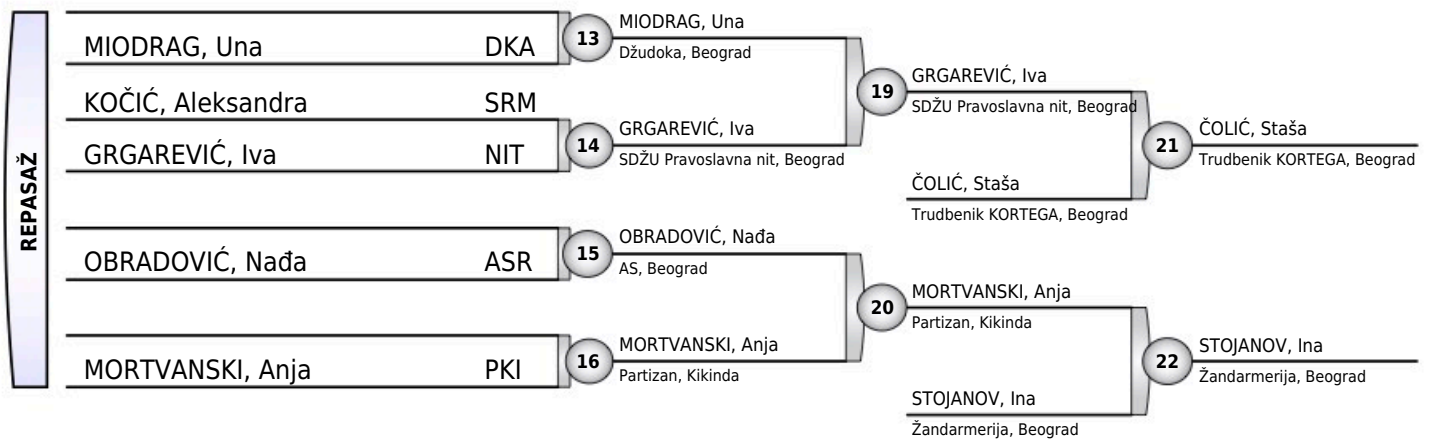 REPASAŽ
MIODRAG, Una DKA
KOČIĆ, Aleksandra SRM
GRGAREVIĆ, Iva NIT
OBRADOVIĆ, Nađa ASR
MORTVANSKI, Anja PKI
13
MIODRAG, Una
Džudoka, Beograd
14
GRGAREVIĆ, Iva
SDŽU Pravoslavna nit, Beograd
15
OBRADOVIĆ, Nađa
AS, Beograd
16
MORTVANSKI, Anja
Partizan, Kikinda
19
GRGAREVIĆ, Iva
SDŽU Pravoslavna nit, Beograd
ČOLIĆ, Staša
Trudbenik KORTEGA, Beograd
20
MORTVANSKI, Anja
Partizan, Kikinda
STOJANOV, Ina
Žandarmerija, Beograd
21
ČOLIĆ, Staša
Trudbenik KORTEGA, Beograd
22
STOJANOV, Ina
Žandarmerija, Beograd